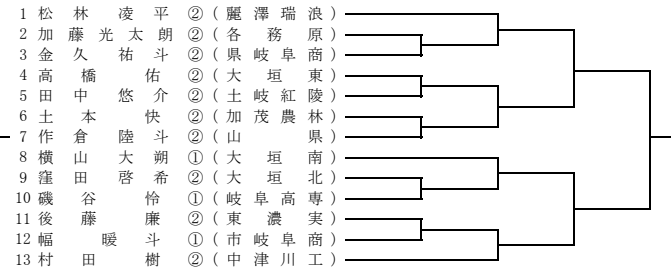 1 松林凌平 ② (麗澤瑞浪)
2 加藤光太朗 ② (各務原)
3 金久祐斗 ② (県岐阜商)
4 高橋佑 ② (大垣東)
5 田中悠介 ② (土岐紅陵)
6 土本快 ② (加茂農林)
7 作倉陸斗 ② (山県)
8 横山大朔 ① (大垣南)
9 窪田啓希 ② (大垣北)
10 磯谷怜 ① (岐阜高専)
11 後藤廉 ② (東濃実)
12 幅暖斗 ① (市岐阜商)
13 村田樹 ② (中津川工)